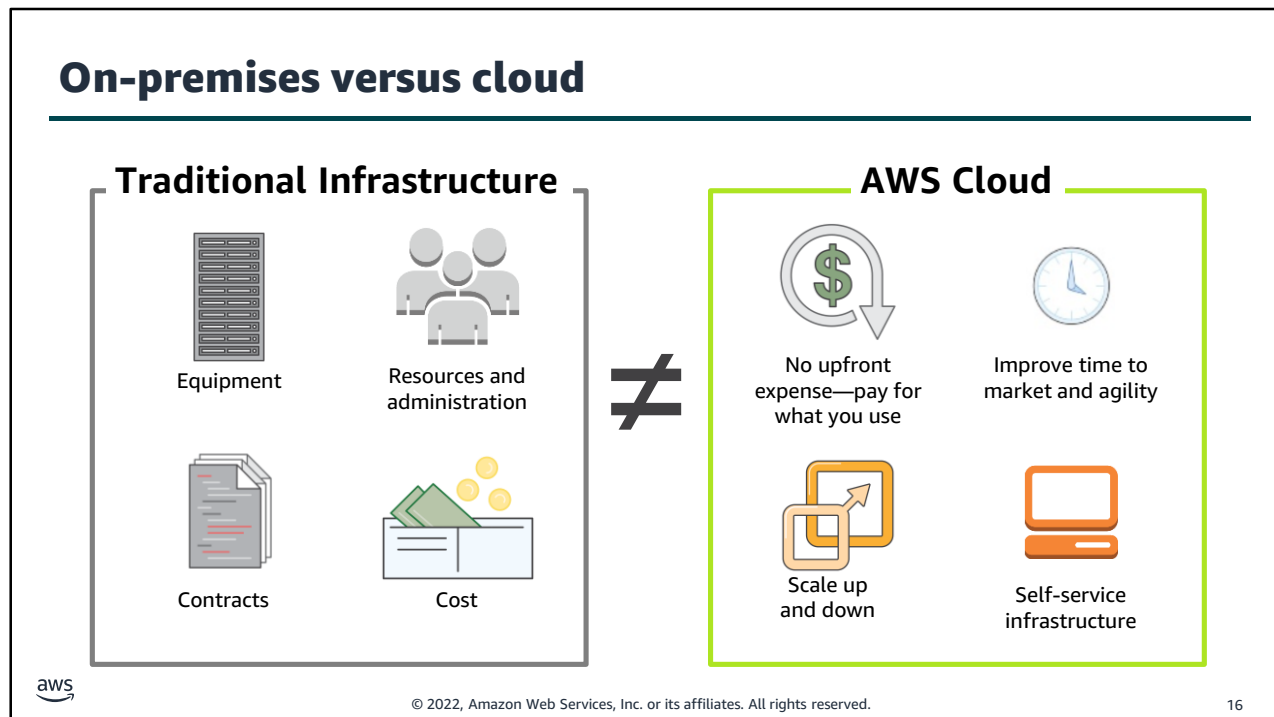 On-premises versus cloud
Traditional Infrastructure
Equipment
Resources and
administration
Contracts
Cost
≠
AWS Cloud
$
No upfront
expense—pay for
what you use
Improve time to
market and agility
Scale up
and down
Self-service
infrastructure
aws
© 2022, Amazon Web Services, Inc. or its affiliates. All rights reserved.
16